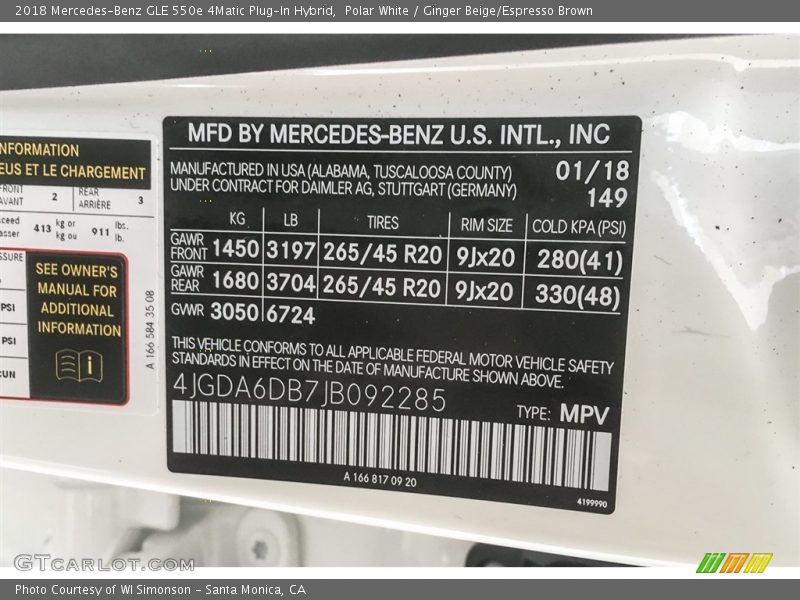 2018 Mercedes-Benz GLE 550e 4Matic Plug-In Hybrid, Polar White / Ginger Beige/Espresso Brown
NFORMATION
EUS ET LE CHARGEMENT
FRONT 2 REAR 3
AVANT ARRIÈRE
413 kg or 911 lbs.
kg ou lb.
SEE OWNER'S
MANUAL FOR
ADDITIONAL
INFORMATION
i
PSI
PSI
A 166 584 35 08
MFD BY MERCEDES-BENZ U.S. INTL., INC
MANUFACTURED IN USA (ALABAMA, TUSCALOOSA COUNTY) 01/18
UNDER CONTRACT FOR DAIMLER AG, STUTTGART (GERMANY) 149
KG LB TIRES RIM SIZE COLD KPA (PSI)
GAWR FRONT 1450 3197 265/45 R20 9Jx20 280(41)
GAWR REAR 1680 3704 265/45 R20 9Jx20 330(48)
GVWR 3050 6724
THIS VEHICLE CONFORMS TO ALL APPLICABLE FEDERAL MOTOR VEHICLE SAFETY
STANDARDS IN EFFECT ON THE DATE OF MANUFACTURE SHOWN ABOVE.
4JGDA6DB7JB092285
TYPE: MPV
A 166 817 09 20
4199990
GTCARLOT.COM
Photo Courtesy of WI Simonson - Santa Monica, CA